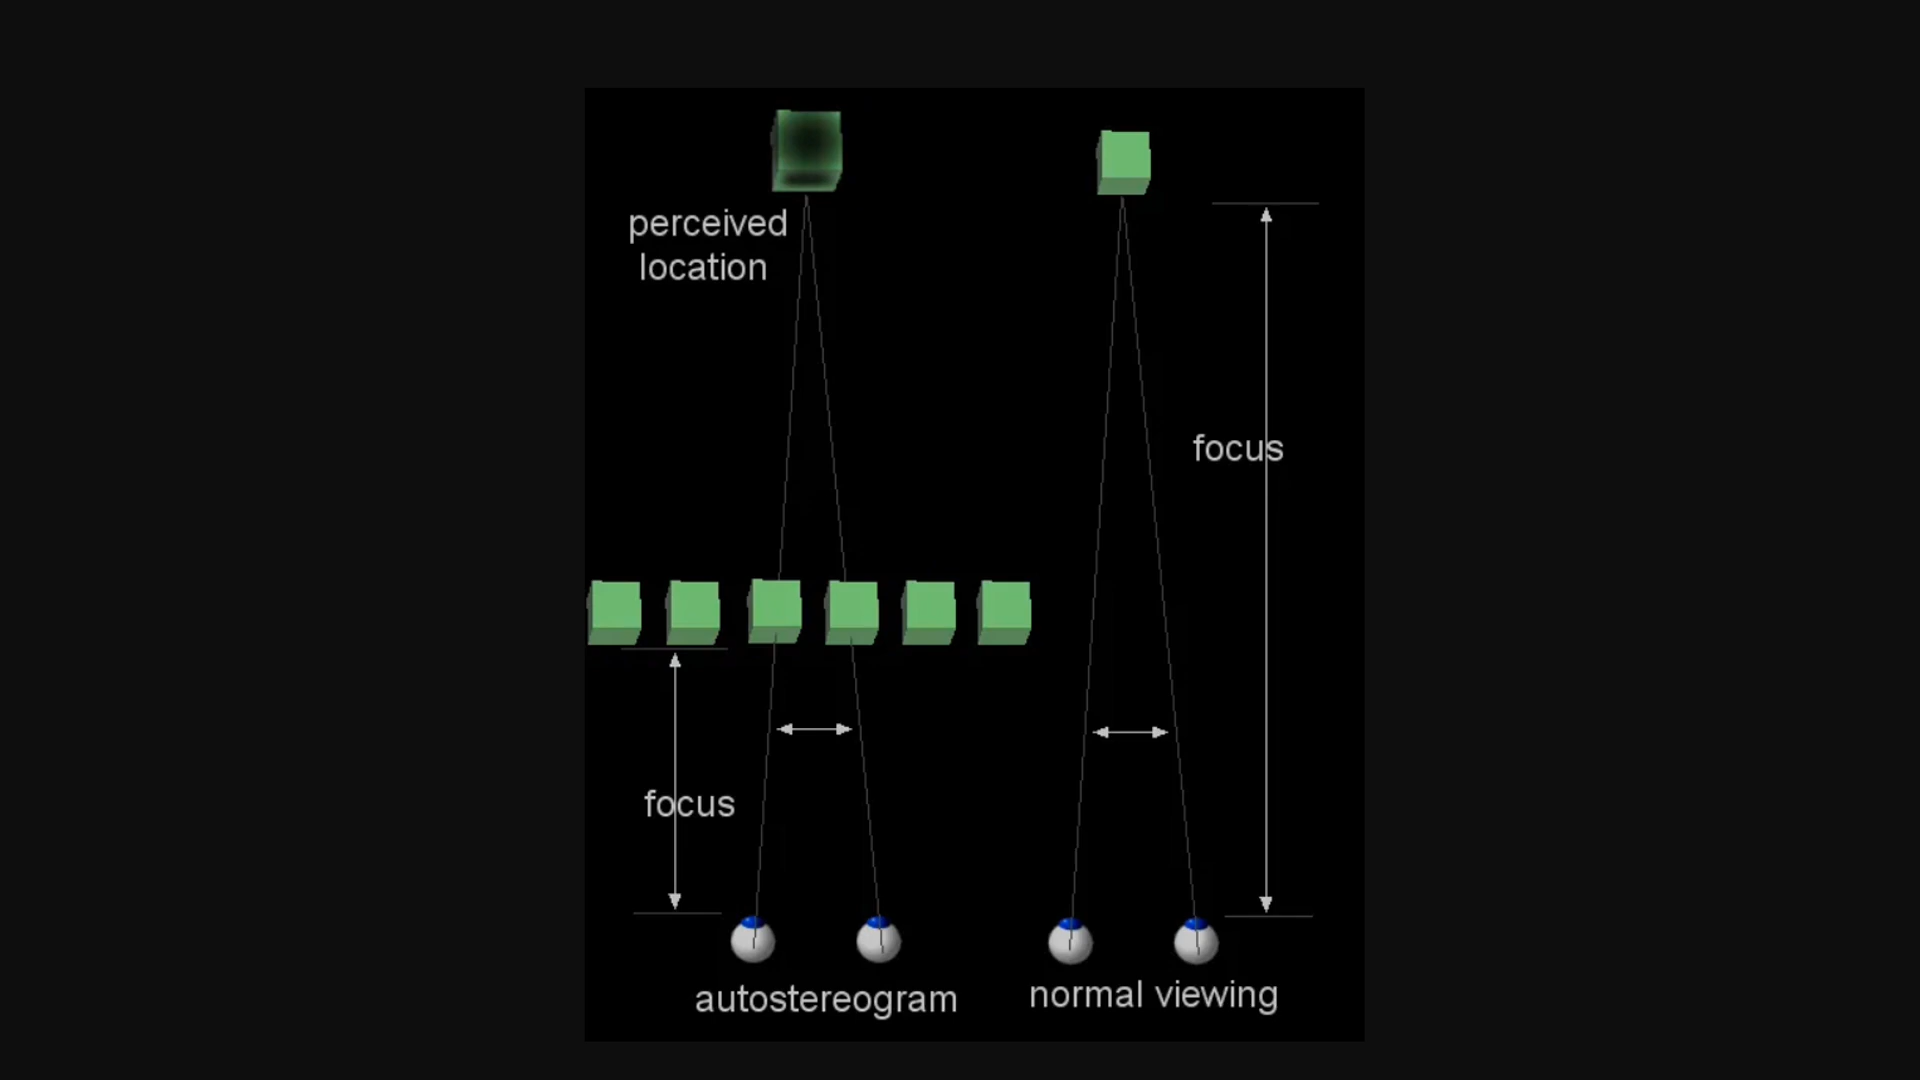 perceived
location
focus
focus
autostereogram
normal viewing